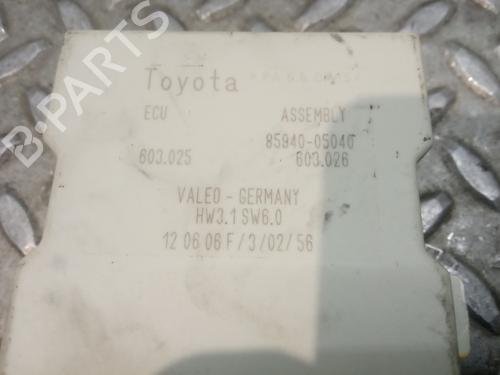 Toyota
ECU ASSEMBLY
85940-05040
603.025 603.026
VALEO - GERMANY
HW3.1 SW6.0
12 06 06 F/3/02/56
B-PARTS